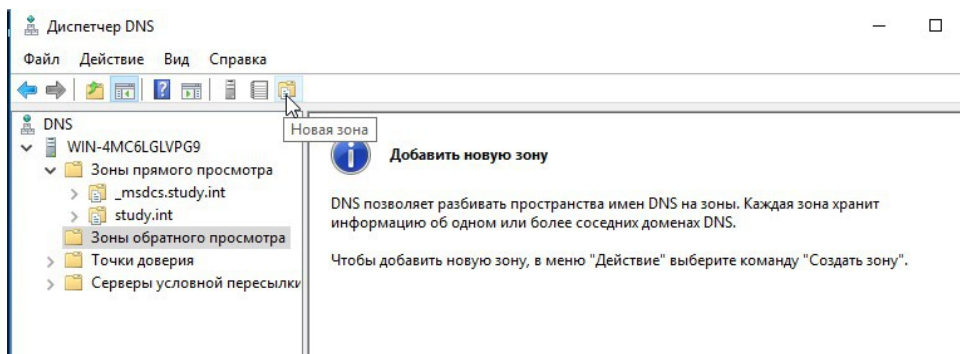 Диспетчер DNS
Файл Действие Вид Справка
Новая зона
DNS
WIN-4MC6LGLVPG9
Зоны прямого просмотра
_msdcs.study.int
study.int
Зоны обратного просмотра
Точки доверия
Серверы условной пересылки
Добавить новую зону
DNS позволяет разбивать пространства имен DNS на зоны. Каждая зона хранит
информацию об одном или более соседних доменах DNS.
Чтобы добавить новую зону, в меню "Действие" выберите команду "Создать зону".